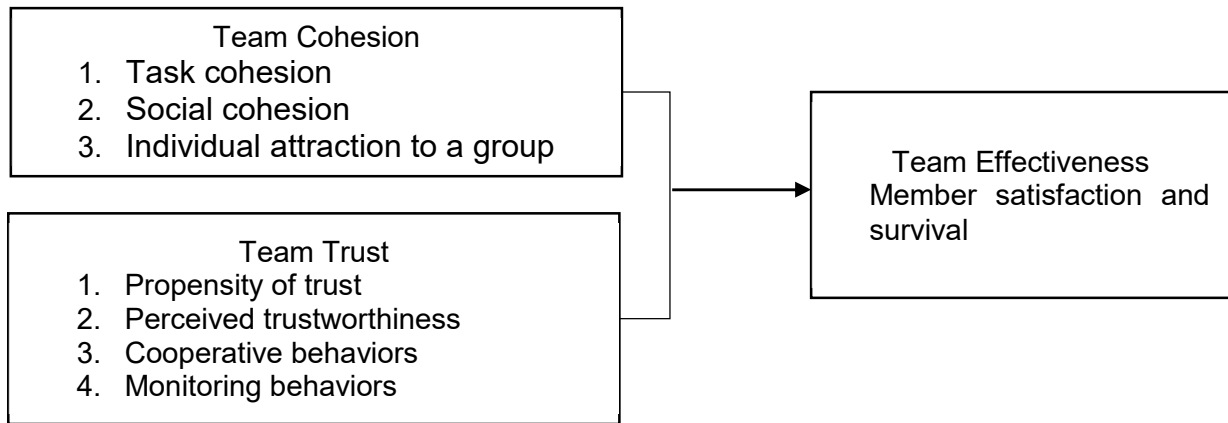 Team Cohesion
1. Task cohesion
2. Social cohesion
3. Individual attraction to a group
Team Trust
1. Propensity of trust
2. Perceived trustworthiness
3. Cooperative behaviors
4. Monitoring behaviors
Team Effectiveness
Member satisfaction and
survival